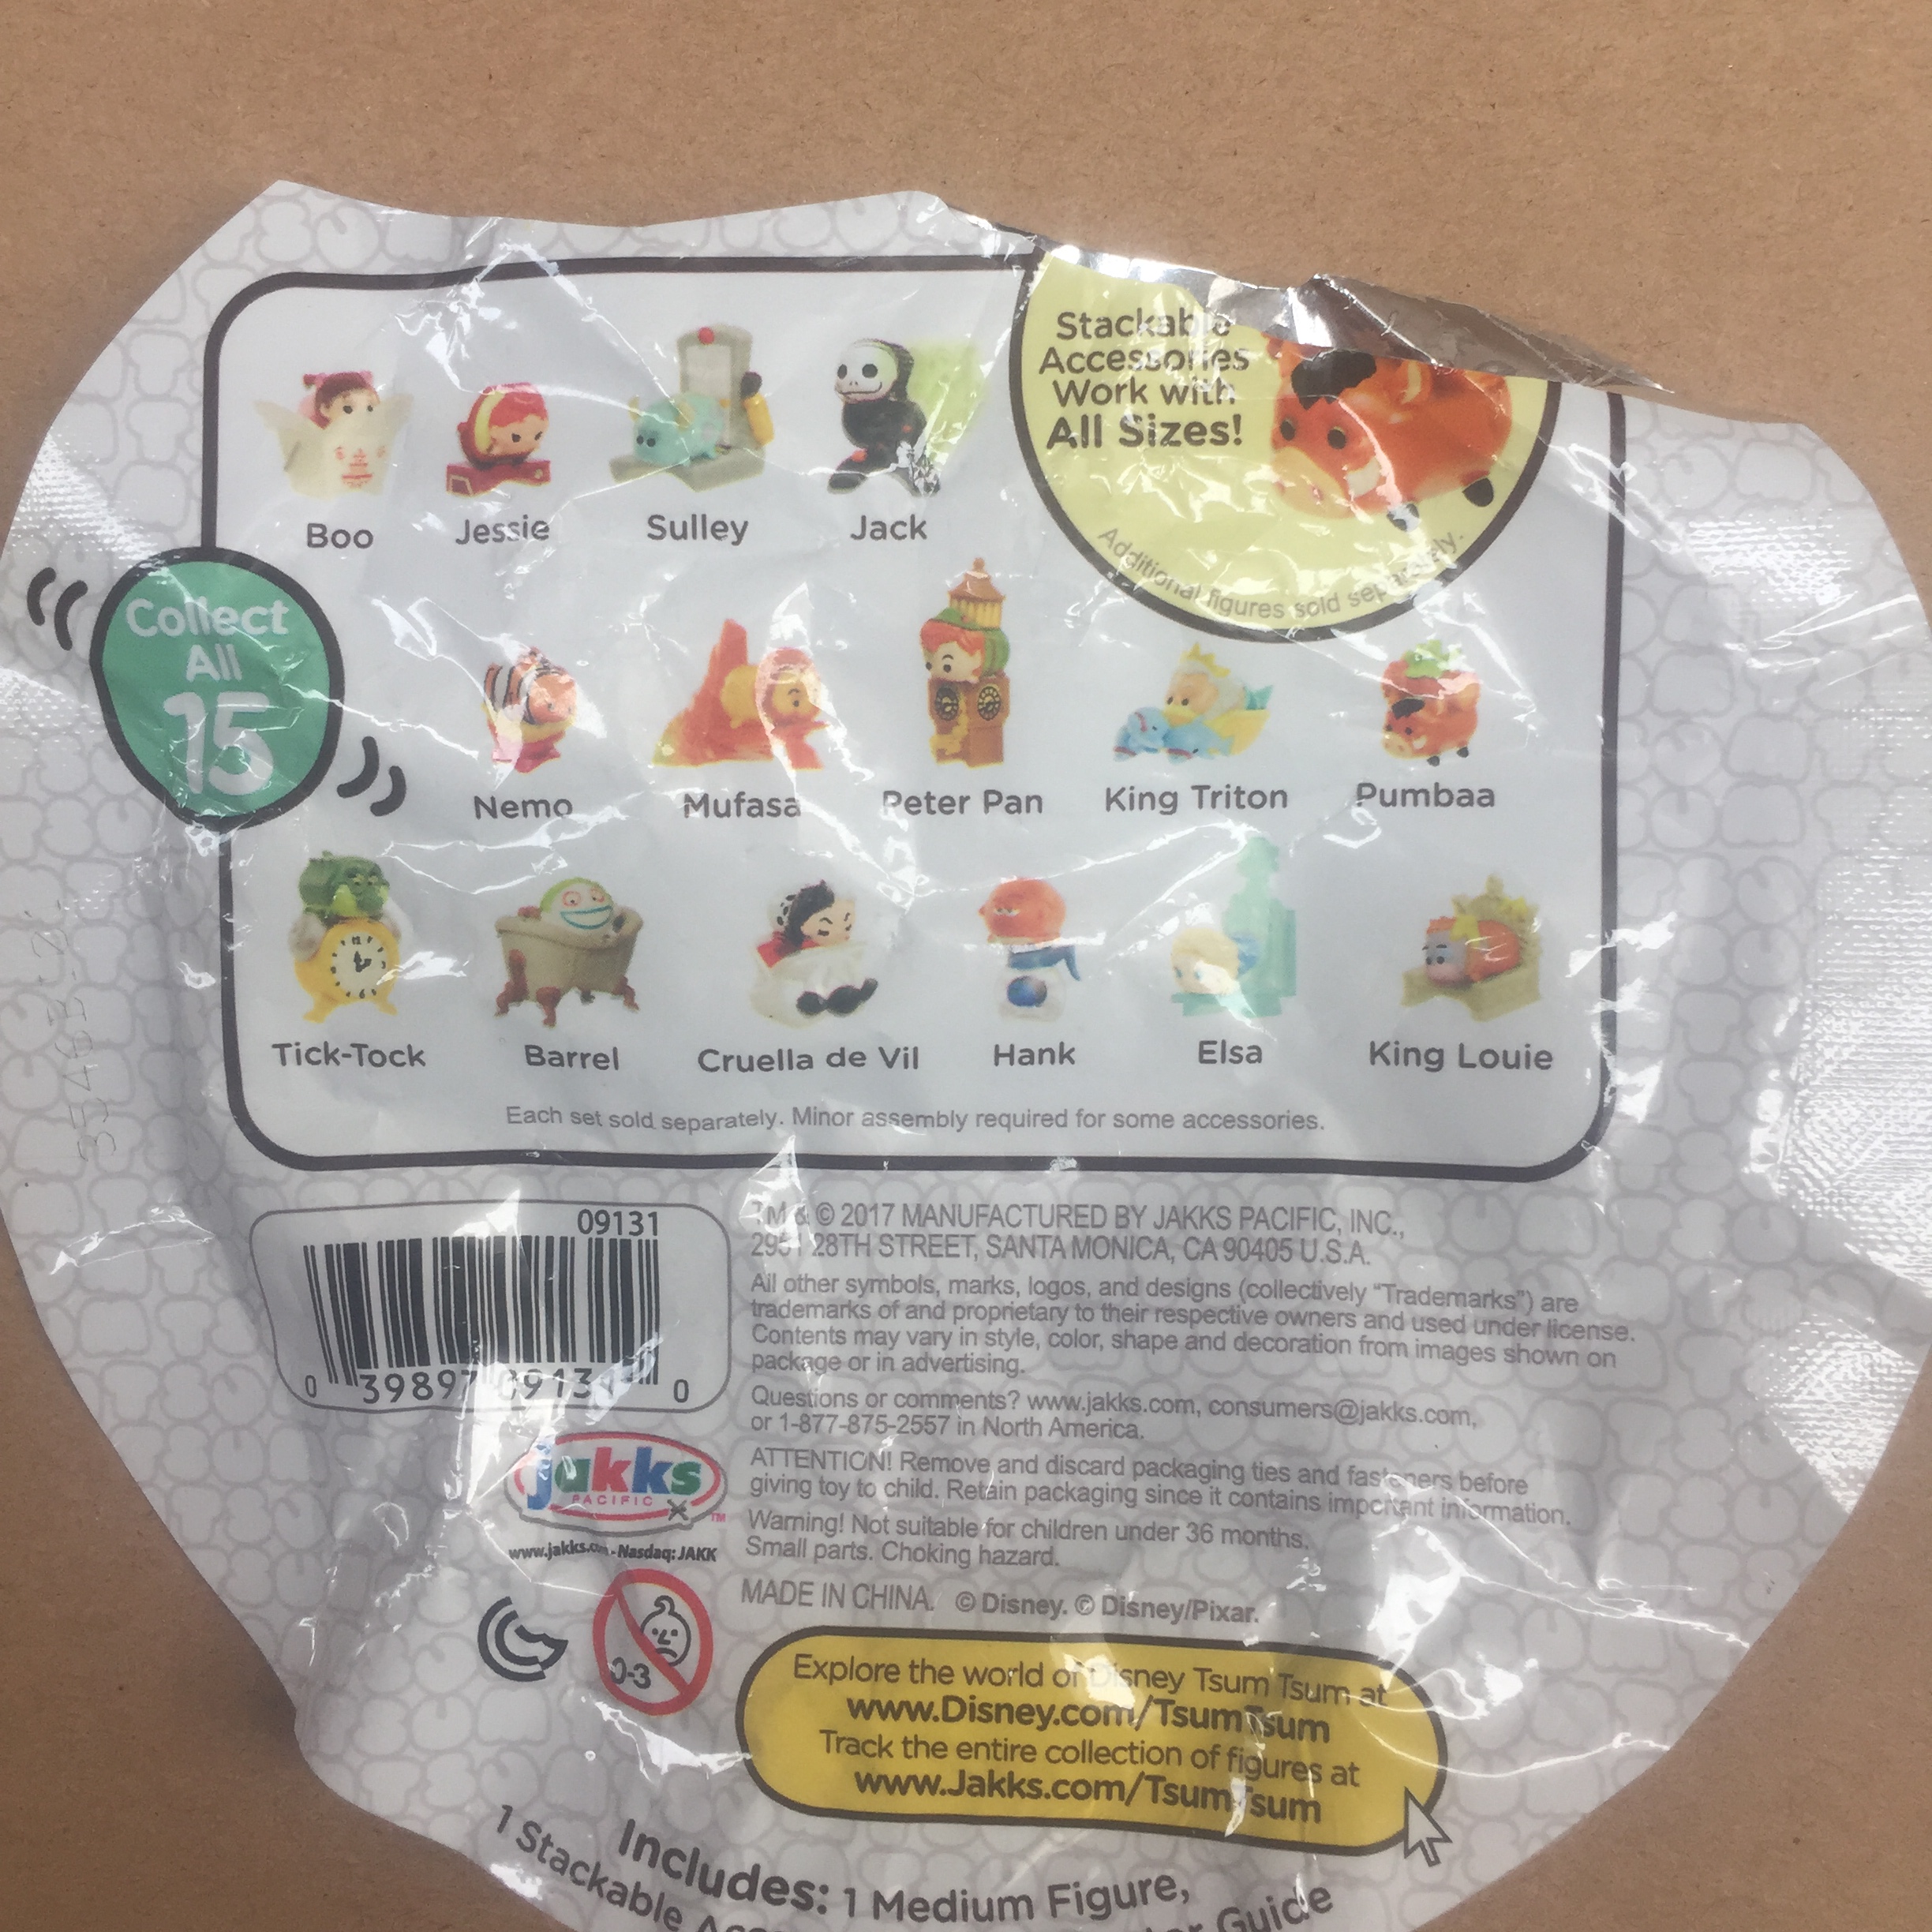 Stackable
Accessories
Work with
All Sizes!
Additional figures sold separately.
Boo
Jessie
Sulley
Jack
Collect
All
15
Nemo
Mufasa
Peter Pan
King Triton
Pumbaa
Tick-Tock
Barrel
Cruella de Vil
Hank
Elsa
King Louie
Each set sold separately. Minor assembly required for some accessories.
09131
0 39897 0913 0
TM & © 2017 MANUFACTURED BY JAKKS PACIFIC, INC.,
2951 28TH STREET, SANTA MONICA, CA 90405 U.S.A.
All other symbols, marks, logos, and designs (collectively “Trademarks”) are
trademarks of and proprietary to their respective owners and used under license.
Contents may vary in style, color, shape and decoration from images shown on
package or in advertising.
Questions or comments? www.jakks.com, consumers@jakks.com,
or 1-877-875-2557 in North America.
ATTENTION! Remove and discard packaging ties and fasteners before
giving toy to child. Retain packaging since it contains important information.
Warning! Not suitable for children under 36 months.
Small parts. Choking hazard.
MADE IN CHINA. © Disney. © Disney/Pixar.
jakks
PACIFIC
TM
www.jakks.com - Nasdaq: JAKK
0-3
Explore the world of Disney Tsum Tsum at
www.Disney.com/TsumTsum
Track the entire collection of figures at
www.Jakks.com/TsumTsum
Includes: 1 Medium Figure,
1 Stackable Guide